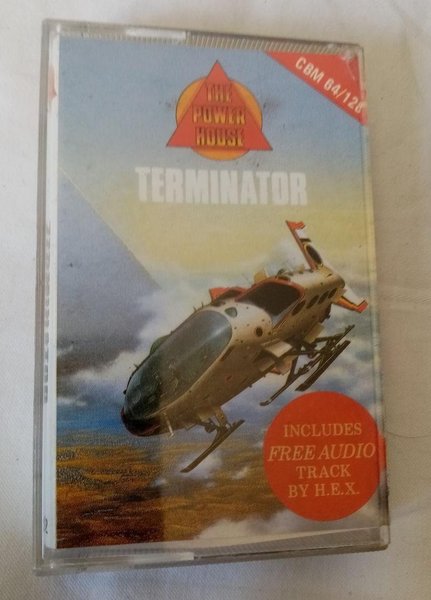 CBM 64/128
THE
POWER
HOUSE
TERMINATOR
INCLUDES
FREE AUDIO
TRACK
BY H.E.X.